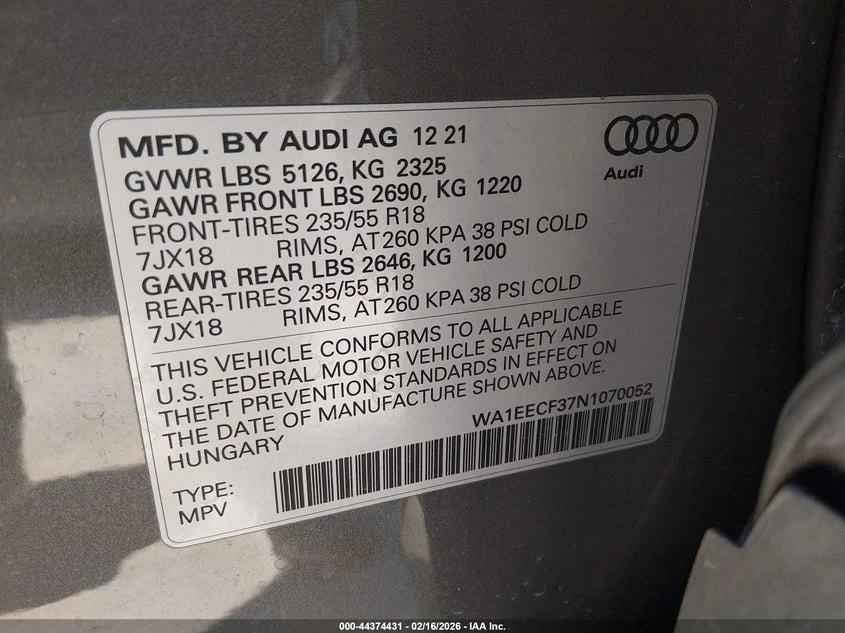 MFD. BY AUDI AG 12 21
Audi
GVWR LBS 5126, KG 2325
GAWR FRONT LBS 2690, KG 1220
FRONT-TIRES 235/55 R18
7JX18 RIMS, AT 260 KPA 38 PSI COLD
GAWR REAR LBS 2646, KG 1200
REAR-TIRES 235/55 R18
7JX18 RIMS, AT 260 KPA 38 PSI COLD
THIS VEHICLE CONFORMS TO ALL APPLICABLE
U.S. FEDERAL MOTOR VEHICLE SAFETY AND
THEFT PREVENTION STANDARDS IN EFFECT ON
THE DATE OF MANUFACTURE SHOWN ABOVE.
HUNGARY
WA1EECF37N1070052
TYPE:
MPV
000-44374431 - 02/16/2026 - IAA Inc.